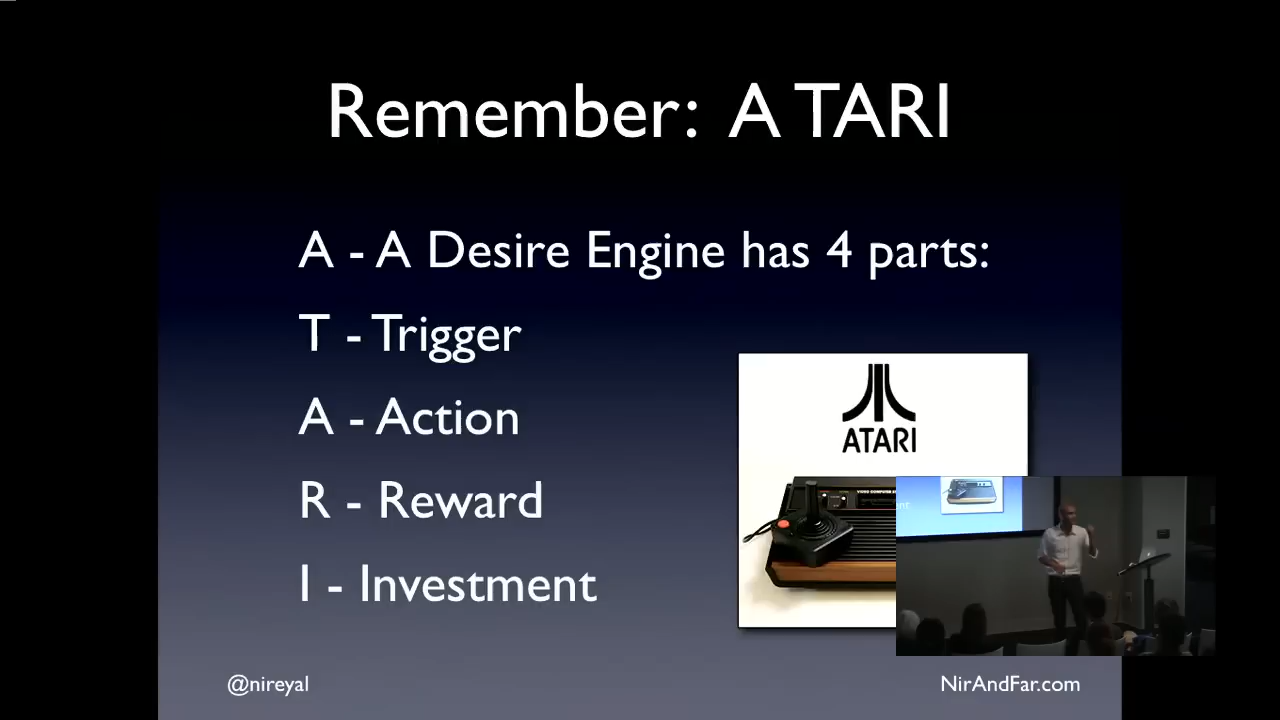 Remember: A TARI
A - A Desire Engine has 4 parts:
T - Trigger
A - Action
R - Reward
I - Investment
ATARI
@nireyal
NirAndFar.com